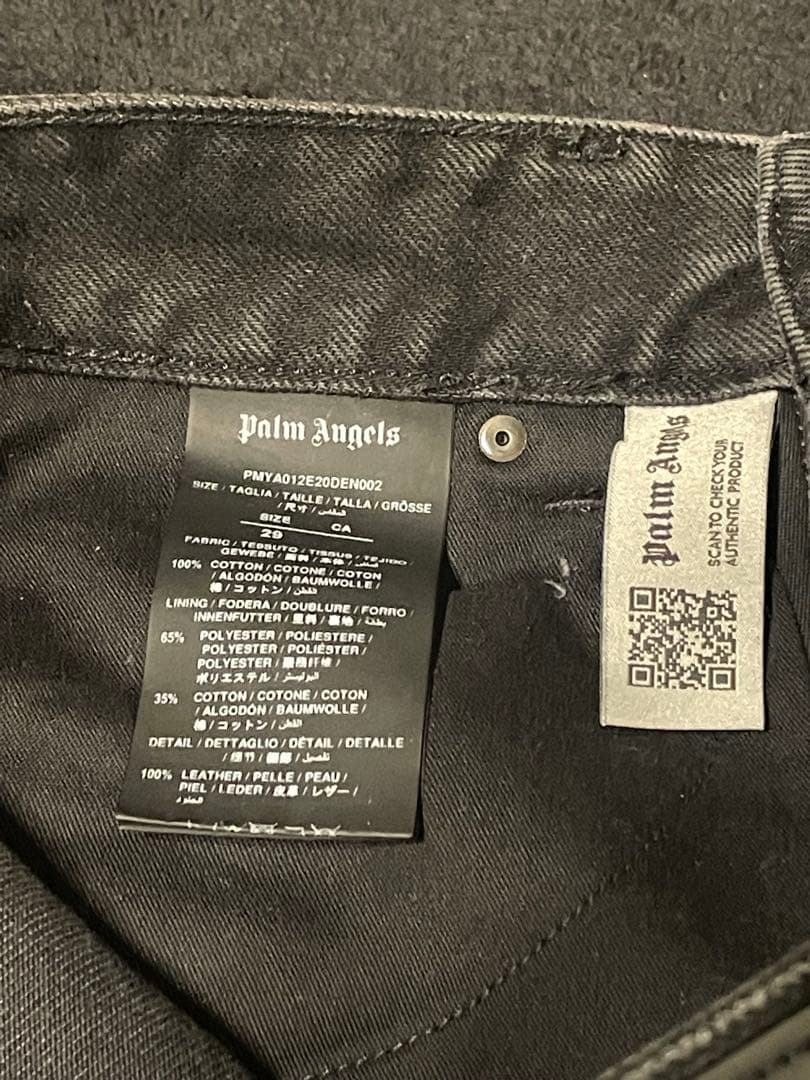 Palm Angels
PMYA012E20DEN002
SIZE / TAGLIA / TAILLE / TALLA / GRÖSSE
/ 尺寸 / المقاس
SIZE CA
29
FABRIC / TESSUTO / TISSUS / TEJIDO
GEWEBE / 面料 / 本体 /
100% COTTON / COTONE / COTON
/ ALGODÓN / BAUMWOLLE /
棉 / コットン / القطن
LINING / FODERA / DOUBLURE / FORRO /
INNENFUTTER / 里料 / 裏地 / بطانة
65% POLYESTER / POLIESTERE /
POLYESTER / POLIÉSTER /
POLYESTER / 聚酯纤维 /
ポリエステル / البوليستر
35% COTTON / COTONE / COTON
/ ALGODÓN / BAUMWOLLE /
棉 / コットン / القطن
DETAIL / DETTAGLIO / DÉTAIL / DETALLE
/ 细节 / 細部 / تفصيل
100% LEATHER / PELLE / PEAU /
PIEL / LEDER / 皮革 / レザー /
الجلود
Palm Angls
SCAN TO CHECK YOUR
AUTHENTIC PRODUCT